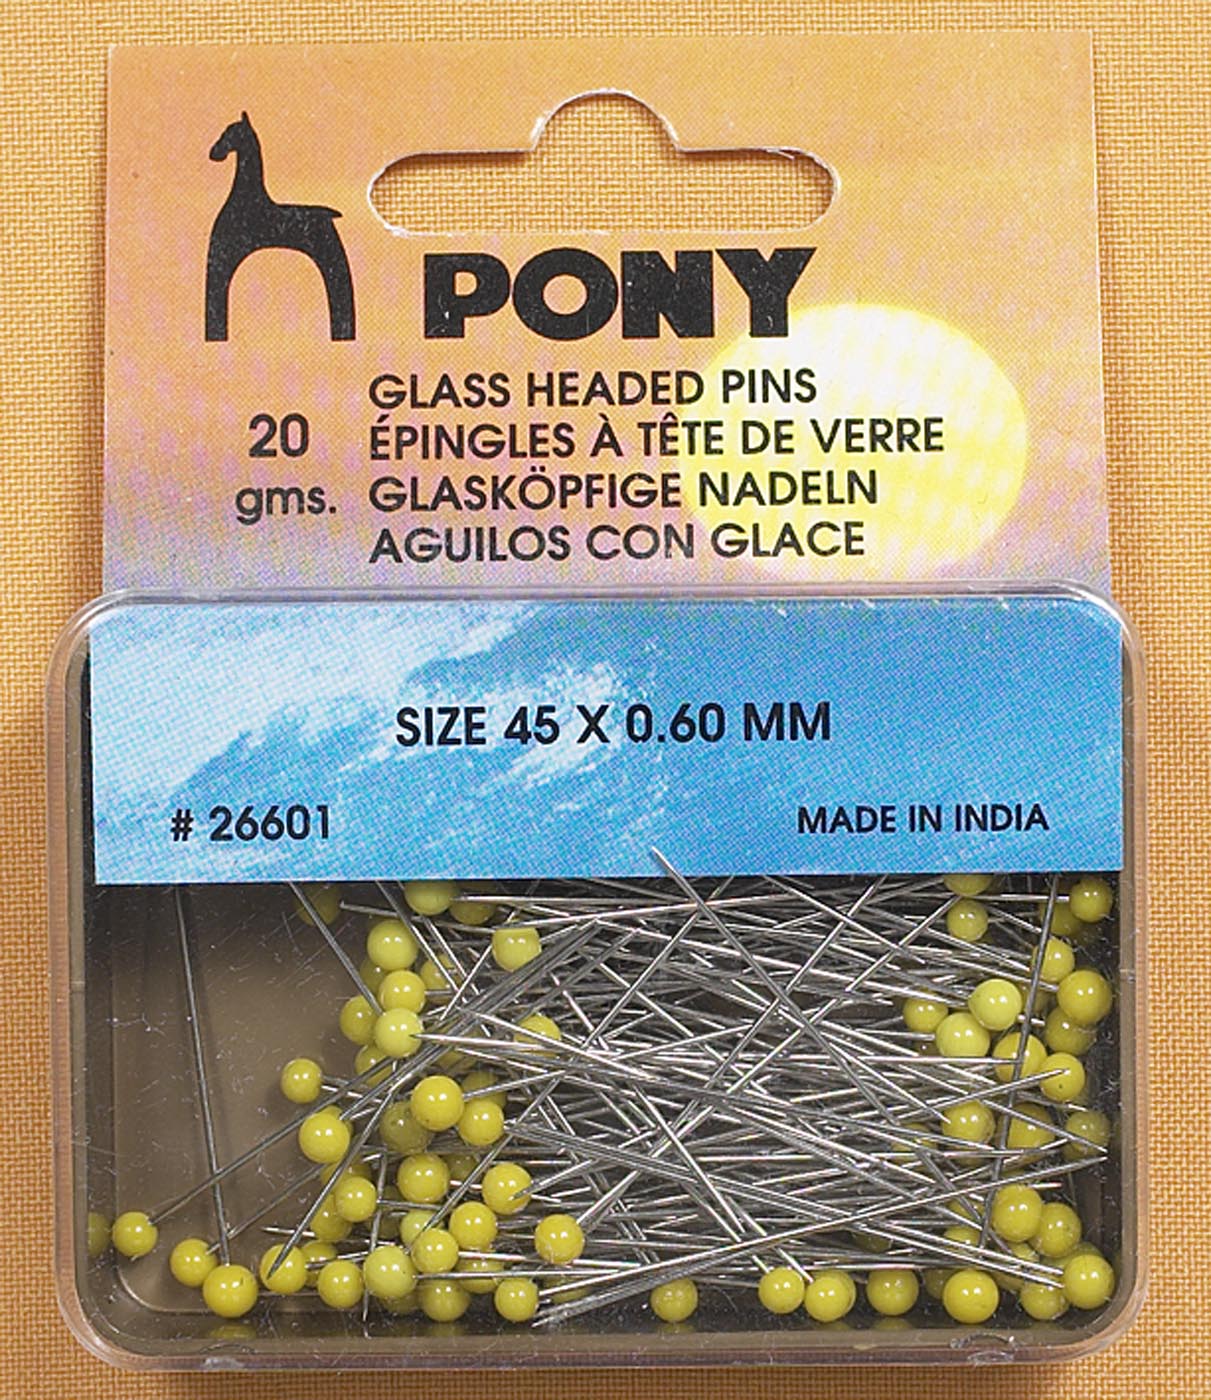 PONY
GLASS HEADED PINS
20 ÉPINGLES À TÊTE DE VERRE
gms. GLASKÖPFIGE NADELN
AGUILOS CON GLACE
SIZE 45 X 0.60 MM
# 26601 MADE IN INDIA